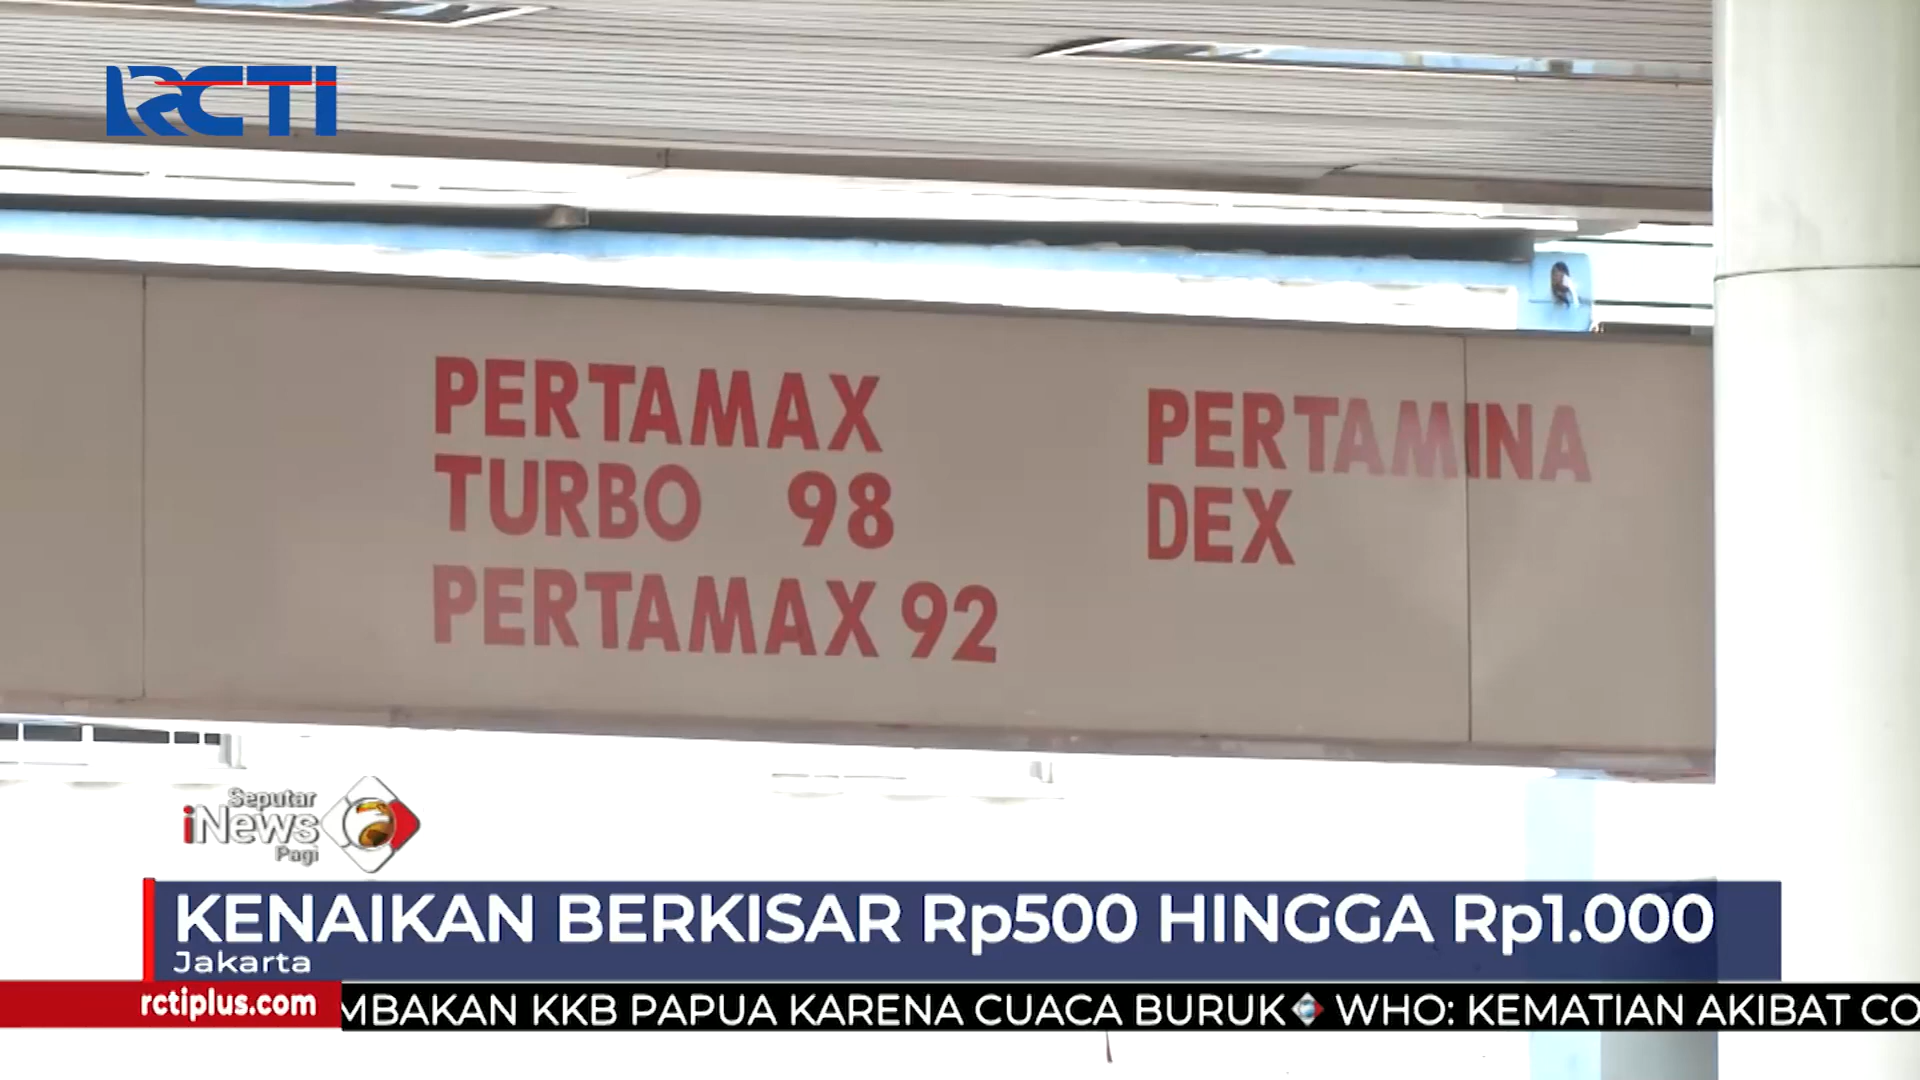 RCTI
PERTAMAX
TURBO 98
PERTAMAX 92
PERTAMINA
DEX
Seputar
iNews
Pagi
KENAIKAN BERKISAR Rp500 HINGGA Rp1.000
Jakarta
rctiplus.com
MBAKAN KKB PAPUA KARENA CUACA BURUK WHO: KEMATIAN AKIBAT CO